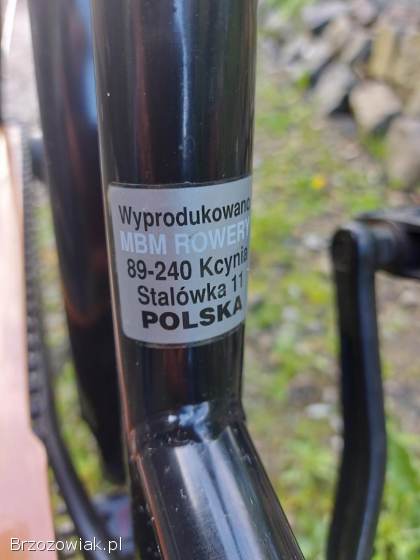 Wyprodukowano
MBM ROWERY
89-240 Kcynia
Stalówka 11
POLSKA
Brzozowiak.pl